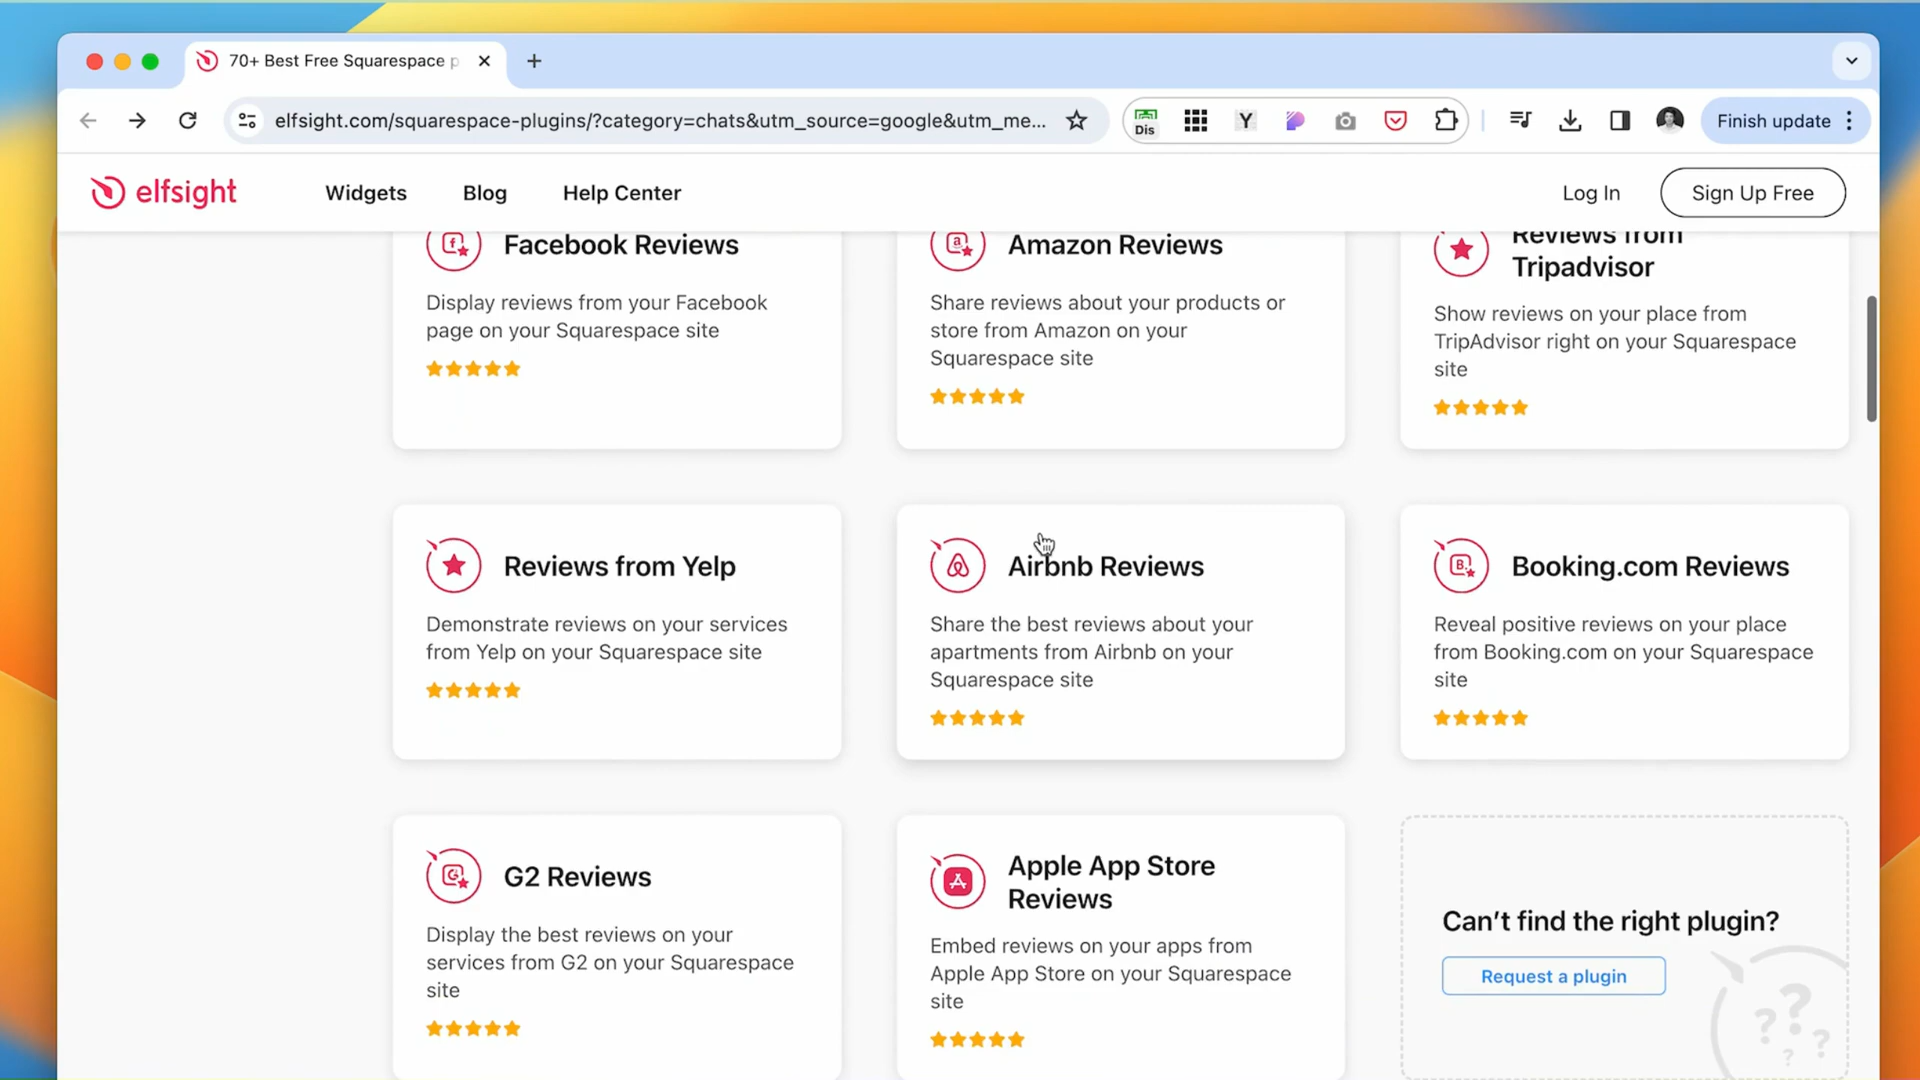 70+ Best Free Squarespace p
elfsight.com/squarespace-plugins/?category=chats&utm_source=google&utm_me...
Dis
Y
Finish update
elfsight
Widgets
Blog
Help Center
Log In
Sign Up Free
Facebook Reviews
Display reviews from your Facebook
page on your Squarespace site
Amazon Reviews
Share reviews about your products or
store from Amazon on your
Squarespace site
Reviews from
Tripadvisor
Show reviews on your place from
TripAdvisor right on your Squarespace
site
Reviews from Yelp
Demonstrate reviews on your services
from Yelp on your Squarespace site
Airbnb Reviews
Share the best reviews about your
apartments from Airbnb on your
Squarespace site
Booking.com Reviews
Reveal positive reviews on your place
from Booking.com on your Squarespace
site
G2 Reviews
Display the best reviews on your
services from G2 on your Squarespace
site
Apple App Store
Reviews
Embed reviews on your apps from
Apple App Store on your Squarespace
site
Can't find the right plugin?
Request a plugin